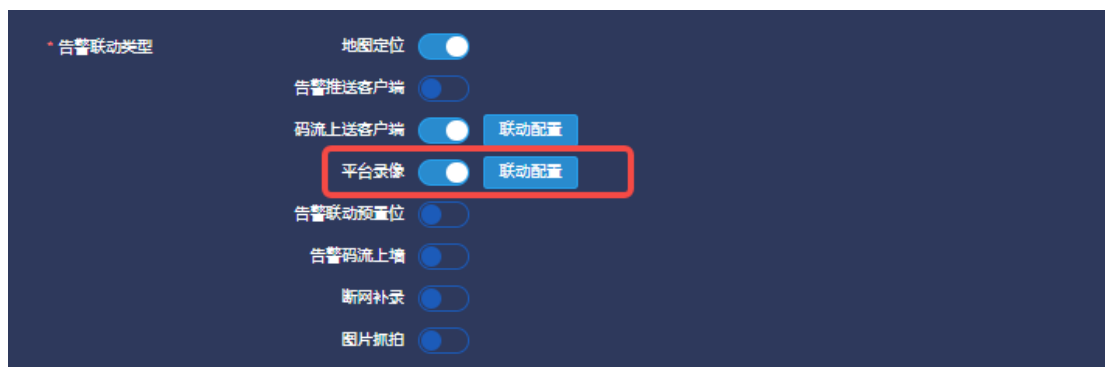 * 告警联动类型 地图定位
告警推送客户端
码流上送客户端 联动配置
平台录像 联动配置
告警联动预置位
告警码流上墙
断网补录
图片抓拍